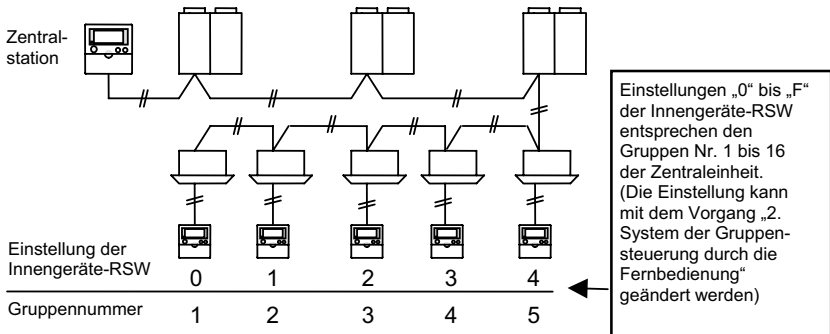 Zentral-
station
Einstellungen „0“ bis „F“
der Innengeräte-RSW
entsprechen den
Gruppen Nr. 1 bis 16
der Zentraleinheit.
(Die Einstellung kann
mit dem Vorgang „2.
System der Gruppen-
steuerung durch die
Fernbedienung“
geändert werden)
Einstellung der
Innengeräte-RSW
0 1 2 3 4
Gruppennummer
1 2 3 4 5